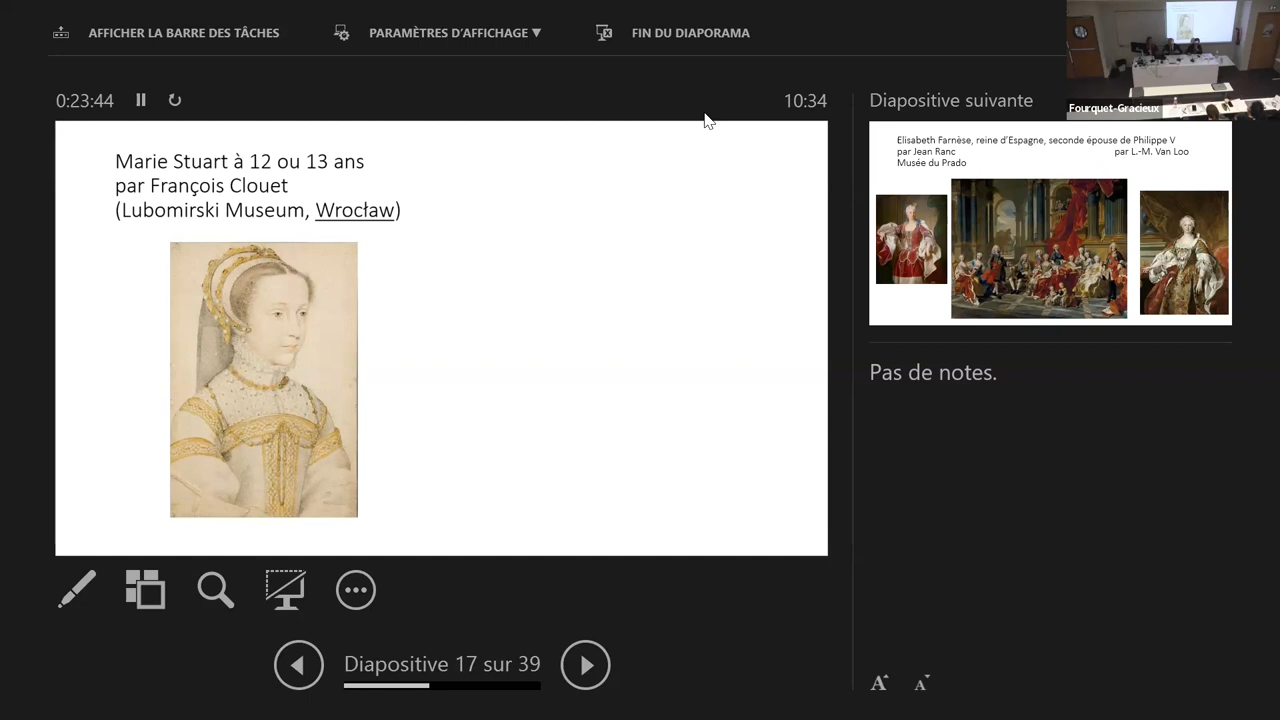 AFFICHER LA BARRE DES TÂCHES
PARAMÈTRES D'AFFICHAGE ▼
FIN DU DIAPORAMA
Fourquet-Gracieux
0:23:44
10:34
Diapositive suivante
Marie Stuart à 12 ou 13 ans
par François Clouet
(Lubomirski Museum, Wrocław)
Elisabeth Farnèse, reine d'Espagne, seconde épouse de Philippe V
par Jean Ranc
par L.-M. Van Loo
Musée du Prado
Pas de notes.
Diapositive 17 sur 39
A
A